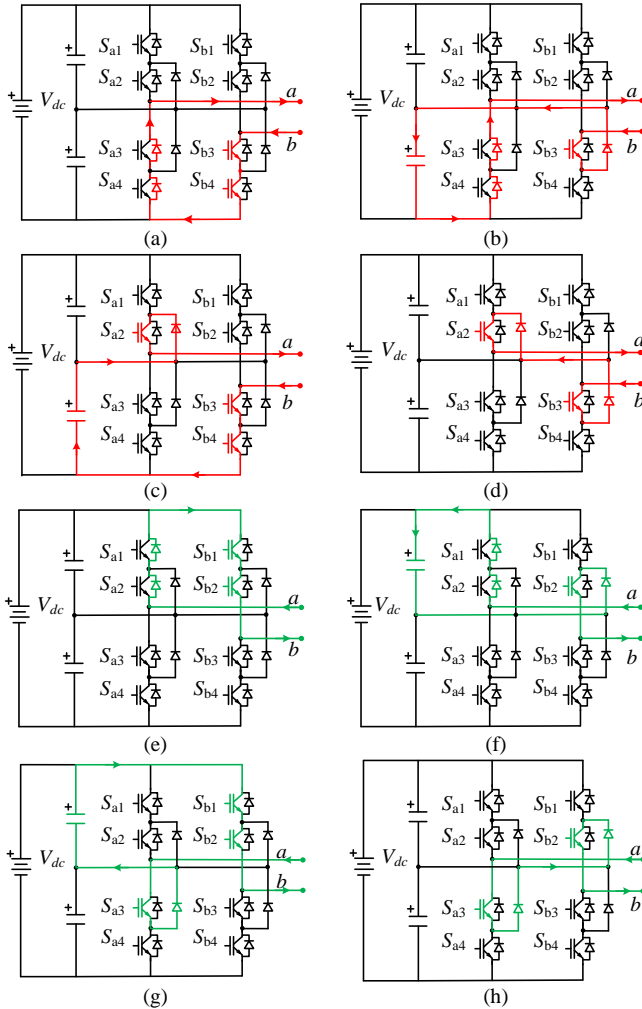 Sa1 Sb1
Sa2 Sb2
+ Vdc a
+ Sa3 Sb3 b
Sa4 Sb4
(a)
Sa1 Sb1
Sa2 Sb2
+ Vdc a
+ Sa3 Sb3 b
Sa4 Sb4
(b)
Sa1 Sb1
Sa2 Sb2
+ Vdc a
+ Sa3 Sb3 b
Sa4 Sb4
(c)
Sa1 Sb1
Sa2 Sb2
+ Vdc a
+ Sa3 Sb3 b
Sa4 Sb4
(d)
Sa1 Sb1
Sa2 Sb2
+ Vdc a
+ Sa3 Sb3 b
Sa4 Sb4
(e)
Sa1 Sb1
Sa2 Sb2
+ Vdc a
+ Sa3 Sb3 b
Sa4 Sb4
(f)
Sa1 Sb1
Sa2 Sb2
+ Vdc a
+ Sa3 Sb3 b
Sa4 Sb4
(g)
Sa1 Sb1
Sa2 Sb2
+ Vdc a
+ Sa3 Sb3 b
Sa4 Sb4
(h)